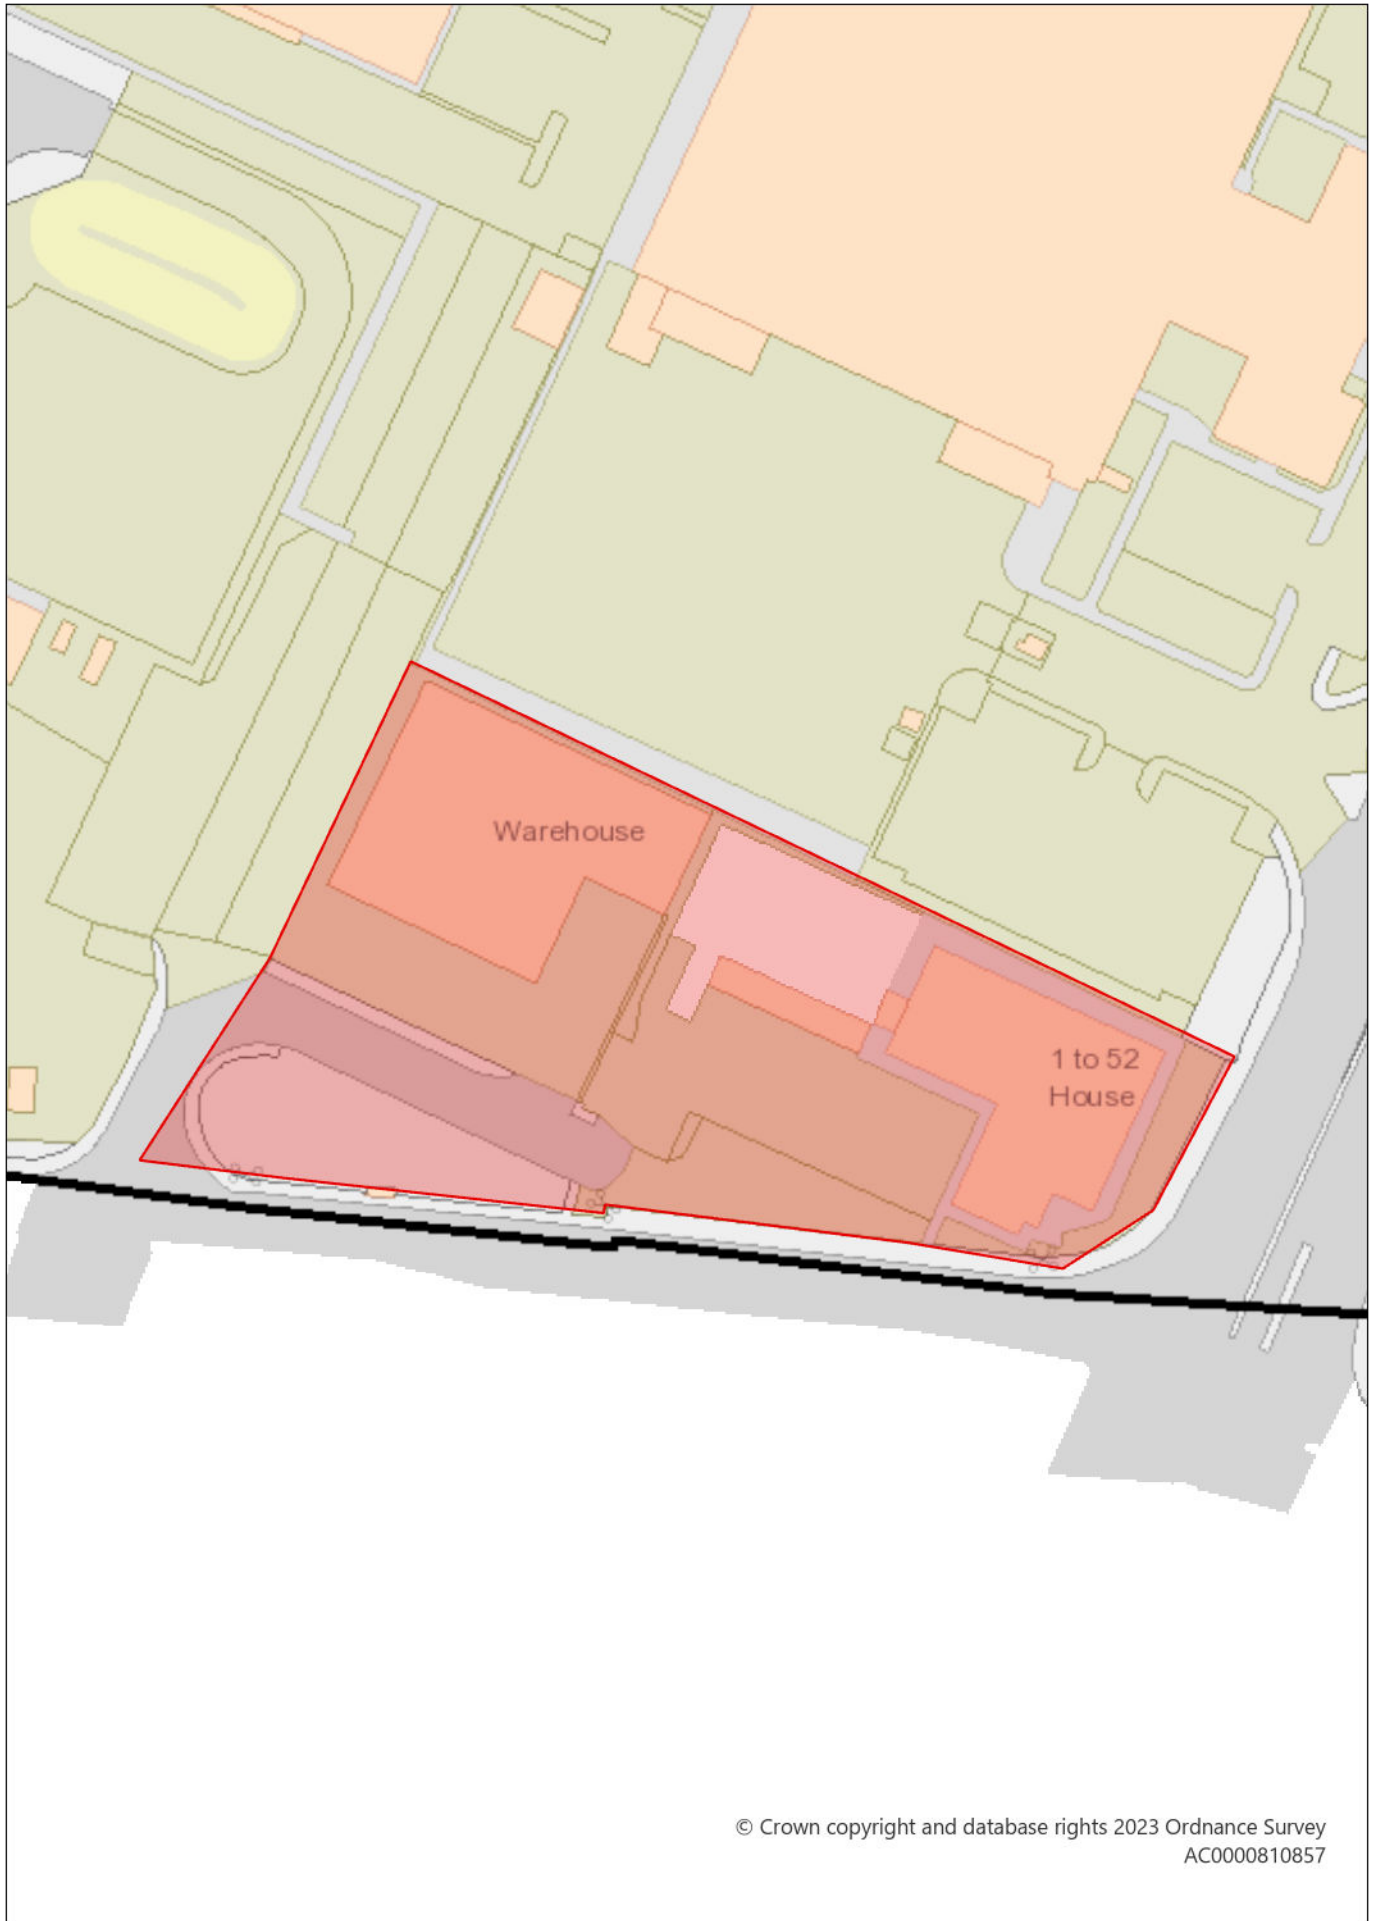 Warehouse
1 to 52
House
© Crown copyright and database rights 2023 Ordnance Survey
AC0000810857